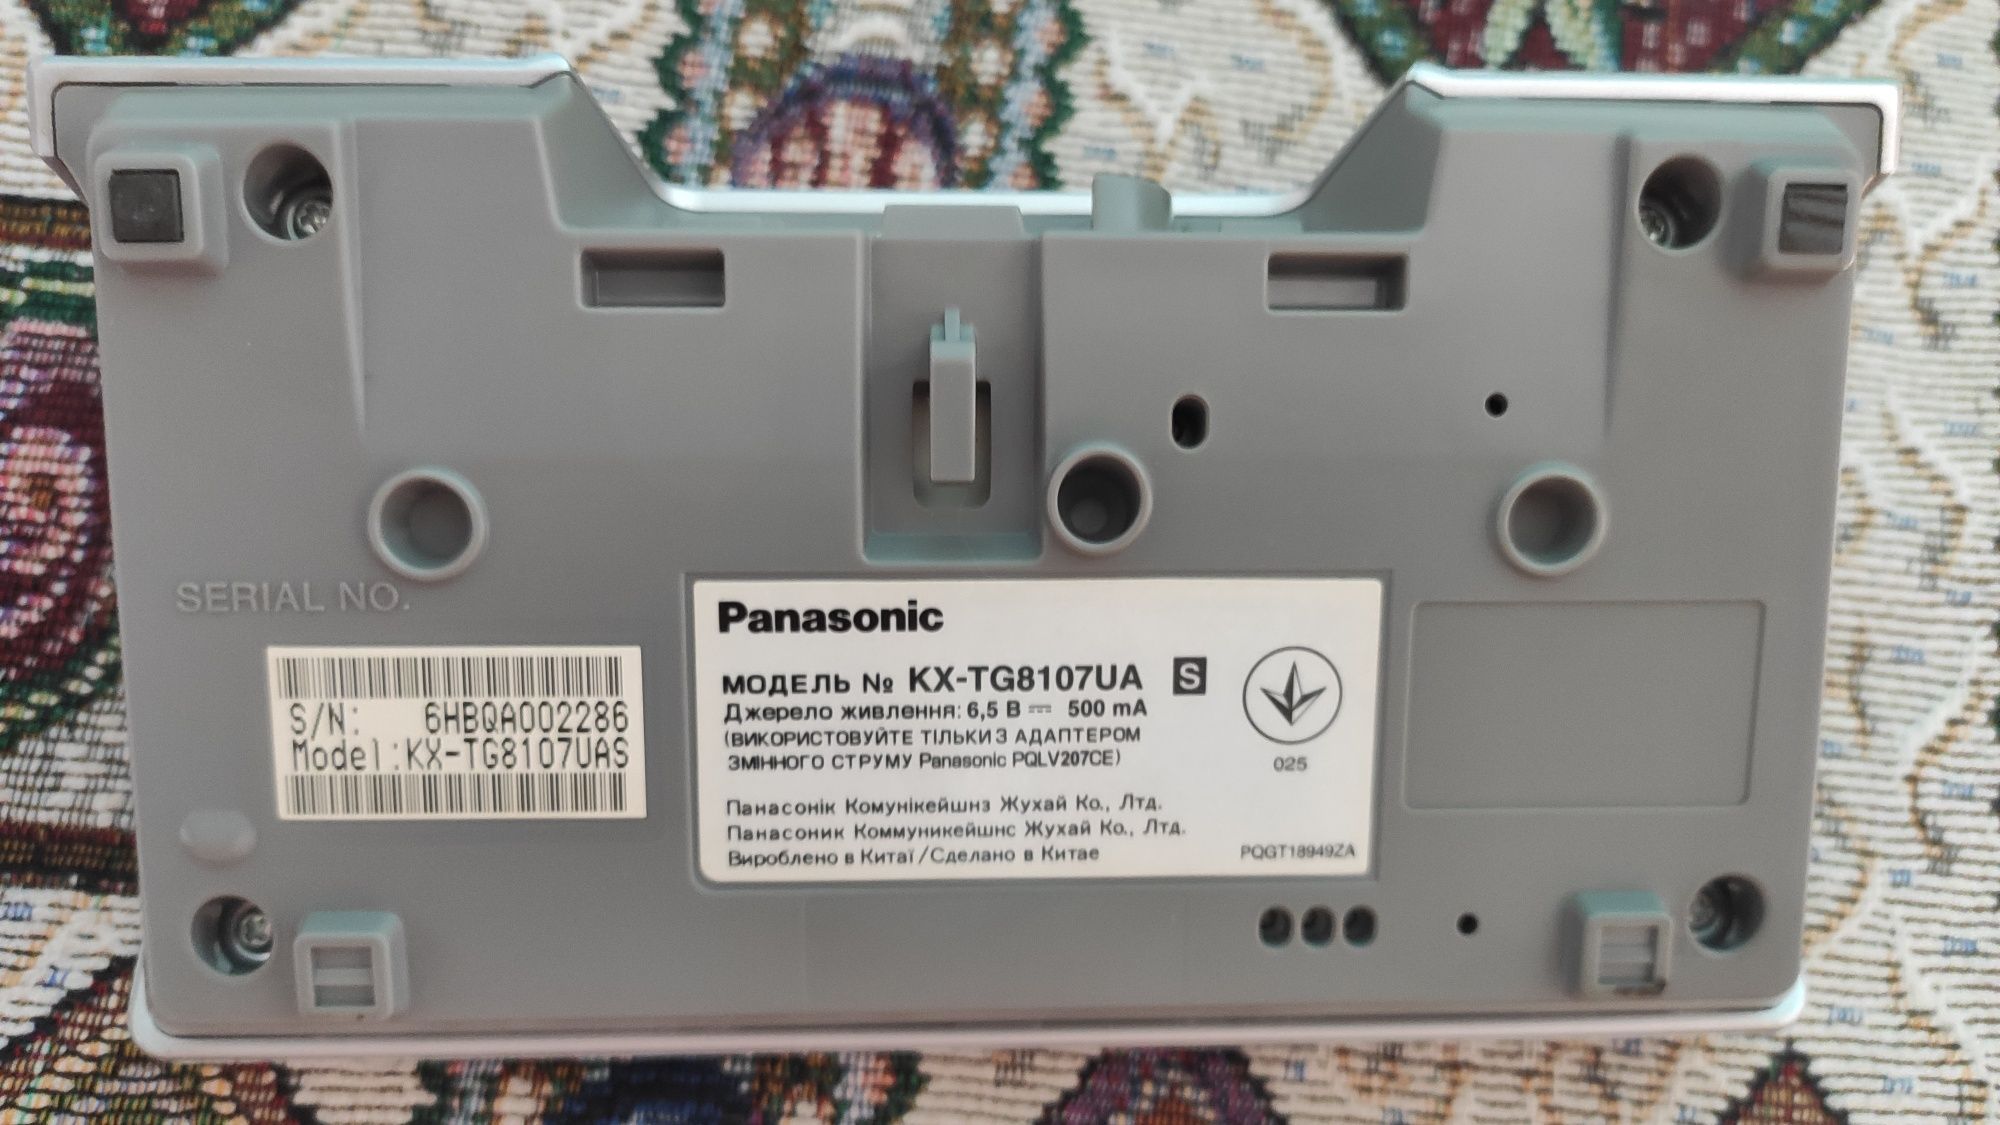 SERIAL NO.
S/N: 6HBQA002286
Model:KX-TG8107UAS
Panasonic
МОДЕЛЬ № KX-TG8107UA S
Джерело живлення: 6,5 В ⎓ 500 mA
(ВИКОРИСТОВУЙТЕ ТІЛЬКИ З АДАПТЕРОМ
ЗМІННОГО СТРУМУ Panasonic PQLV207CE)
025
Панасонік Комунікейшнз Жухай Ко., Лтд.
Панасоник Коммуникейшнс Жухай Ко., Лтд.
Вироблено в Китаї/Сделано в Китае
PQGT18949ZA